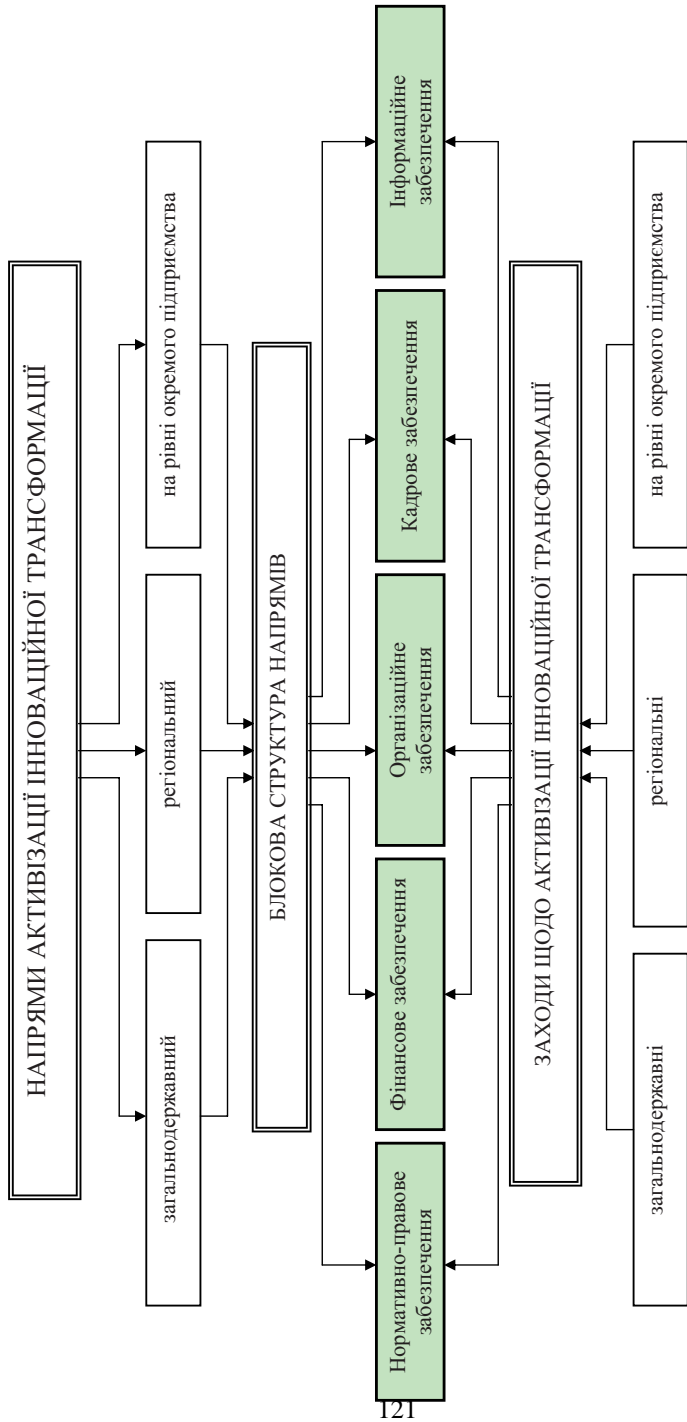 НАПРЯМИ АКТИВІЗАЦІЇ ІННОВАЦІЙНОЇ ТРАНСФОРМАЦІЇ
загальнодержавний
регіональний
на рівні окремого підприємства
БЛОКОВА СТРУКТУРА НАПРЯМІВ
Нормативно-правове
забезпечення
Фінансове забезпечення
Організаційне
забезпечення
Кадрове забезпечення
Інформаційне
забезпечення
ЗАХОДИ ЩОДО АКТИВІЗАЦІЇ ІННОВАЦІЙНОЇ ТРАНСФОРМАЦІЇ
загальнодержавні
регіональні
на рівні окремого підприємства
121